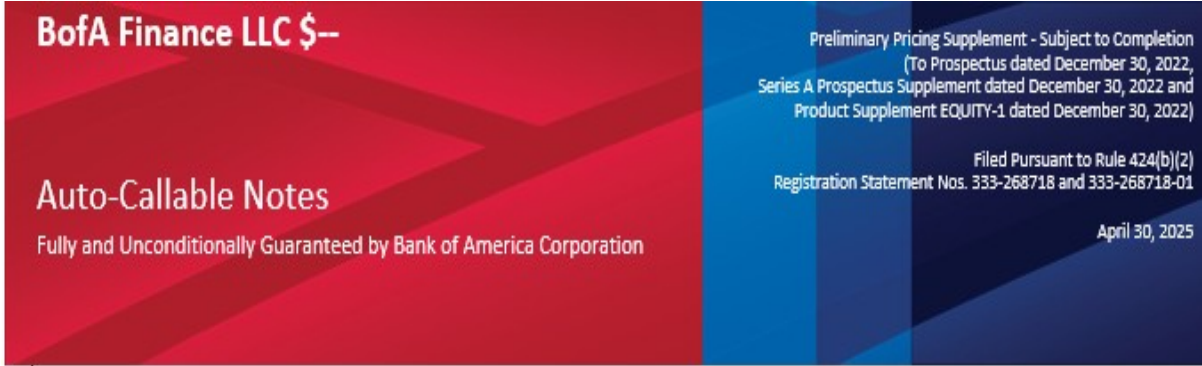 BofA Finance LLC $--
Auto-Callable Notes
Fully and Unconditionally Guaranteed by Bank of America Corporation
Preliminary Pricing Supplement - Subject to Completion
(To Prospectus dated December 30, 2022,
Series A Prospectus Supplement dated December 30, 2022 and
Product Supplement EQUITY-1 dated December 30, 2022)
Filed Pursuant to Rule 424(b)(2)
Registration Statement Nos. 333-268718 and 333-268718-01
April 30, 2025